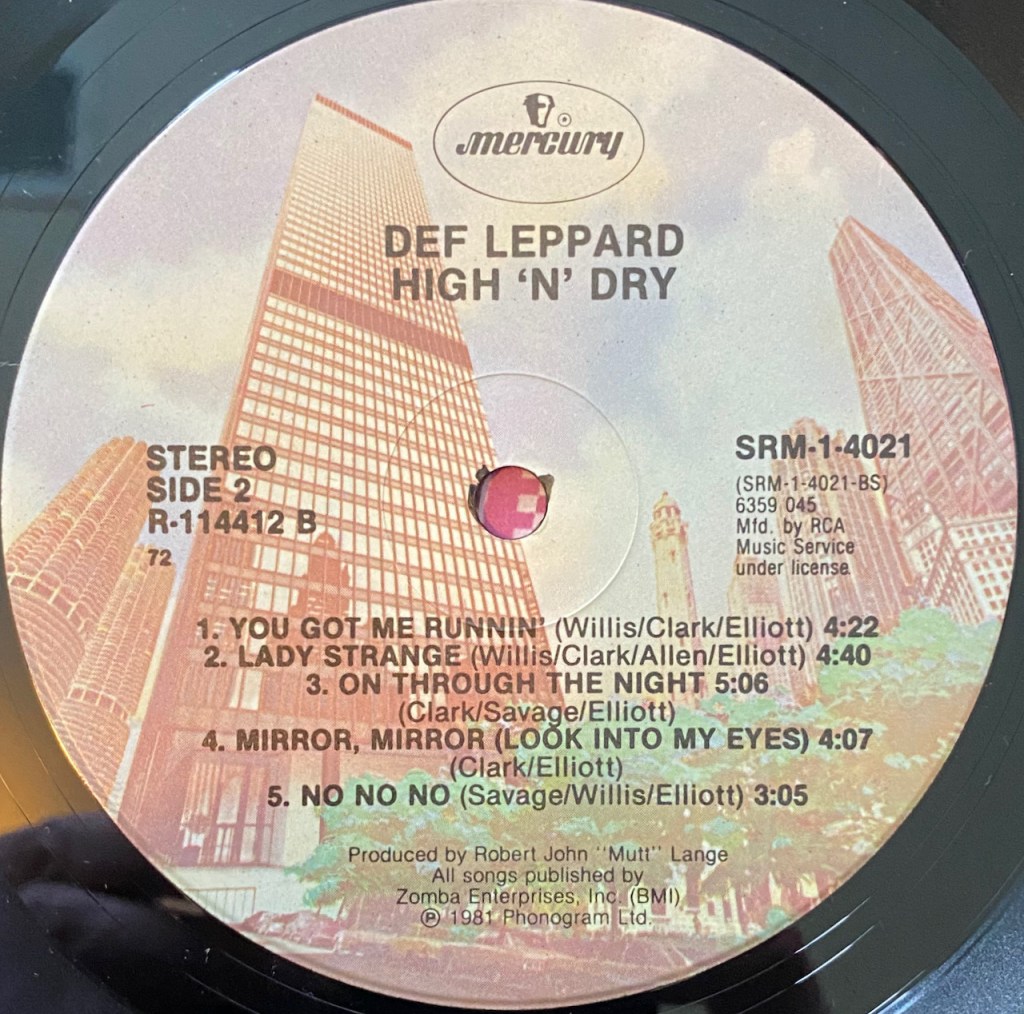 mercury
DEF LEPPARD
HIGH ‘N’ DRY
STEREO
SIDE 2
R-114412 B
72
SRM-1-4021
(SRM-1-4021-BS)
6359 045
Mfd. by RCA
Music Service
under license
1. YOU GOT ME RUNNIN’ (Willis/Clark/Elliott) 4:22
2. LADY STRANGE (Willis/Clark/Allen/Elliott) 4:40
3. ON THROUGH THE NIGHT 5:06
(Clark/Savage/Elliott)
4. MIRROR, MIRROR (LOOK INTO MY EYES) 4:07
(Clark/Elliott)
5. NO NO NO (Savage/Willis/Elliott) 3:05
Produced by Robert John "Mutt" Lange
All songs published by
Zomba Enterprises, Inc. (BMI)
℗ 1981 Phonogram Ltd.